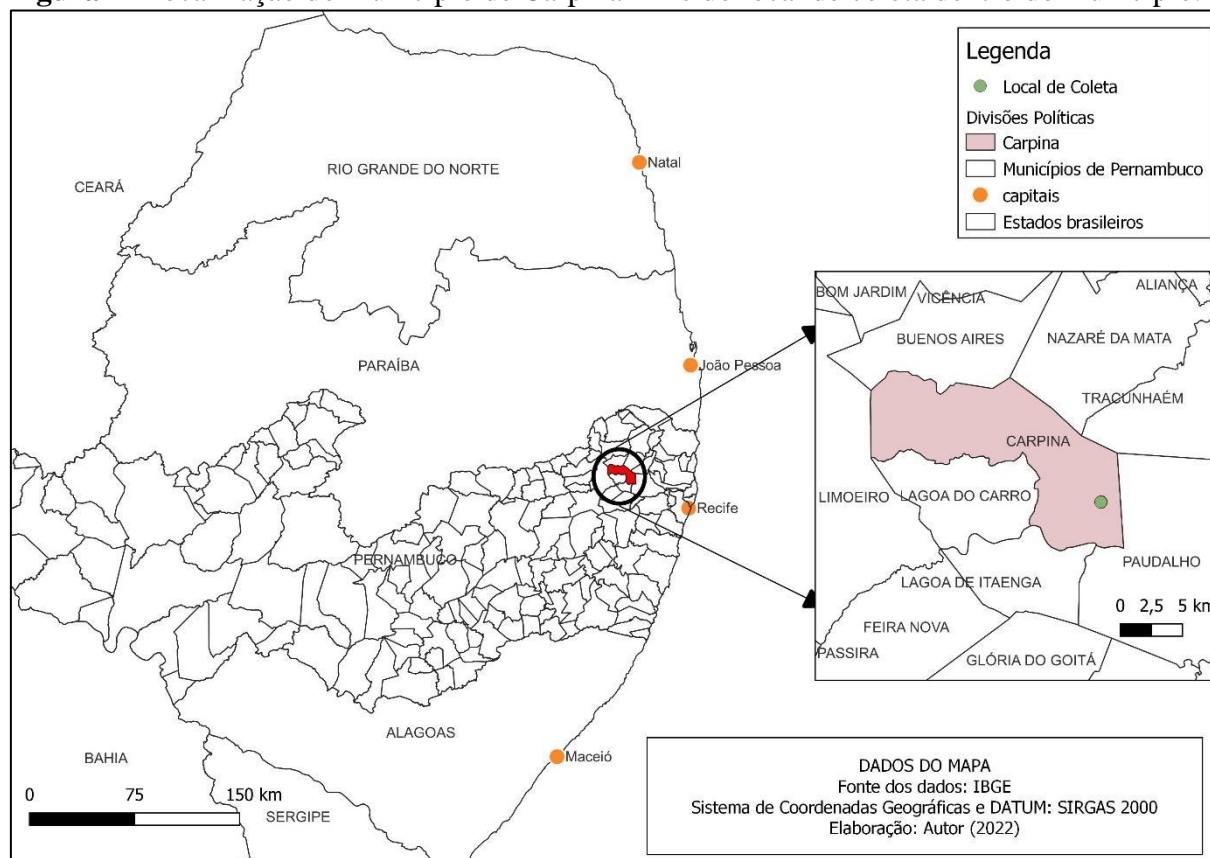 Legenda
Local de Coleta
Divisões Políticas
Carpina
Municípios de Pernambuco
capitais
Estados brasileiros
CEARÁ
RIO GRANDE DO NORTE
Natal
PARAÍBA
João Pessoa
Recife
PERNAMBUCO
ALAGOAS
Maceió
BAHIA
SERGIPE
0 75 150 km
BOM JARDIM
VICÊNCIA
ALIANÇA
BUENOS AIRES
NAZARÉ DA MATA
TRACUNHAÉM
CARPINA
LIMOEIRO
LAGOA DO CARRO
PAUDALHO
LAGOA DE ITAENGA
0 2,5 5 km
FEIRA NOVA
PASSIRA
GLÓRIA DO GOITÁ
DADOS DO MAPA
Fonte dos dados: IBGE
Sistema de Coordenadas Geográficas e DATUM: SIRGAS 2000
Elaboração: Autor (2022)